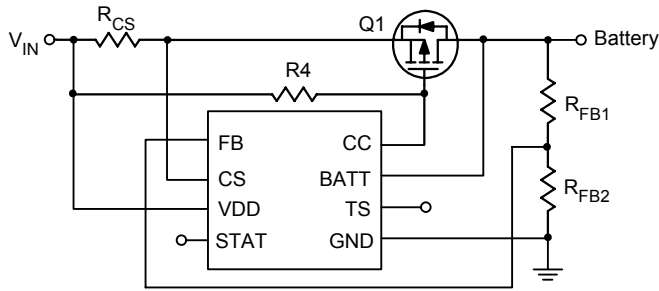 Q1
R_CS
V_IN
Battery
R4
R_FB1
FB
CC
CS
BATT
R_FB2
VDD
TS
STAT
GND